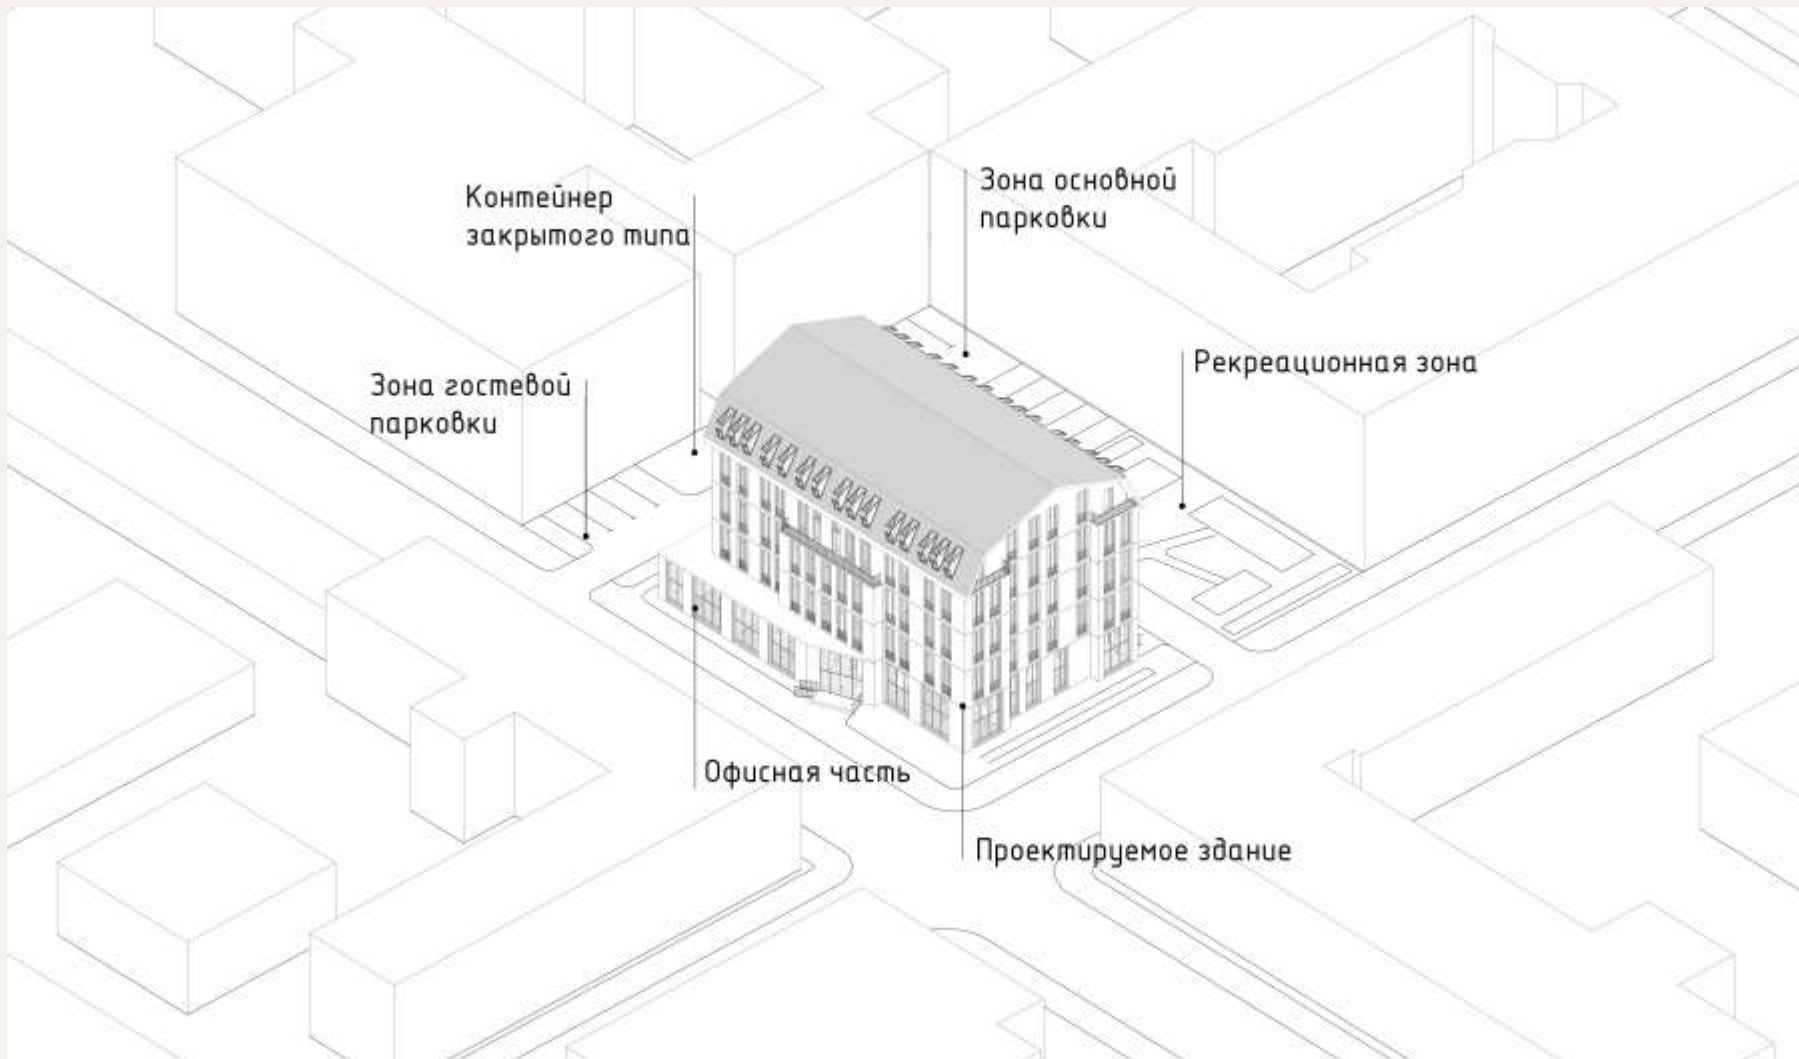 Контейнер
закрытого типа
Зона основной
парковки
Рекреационная зона
Зона гостевой
парковки
Офисная часть
Проектируемое здание